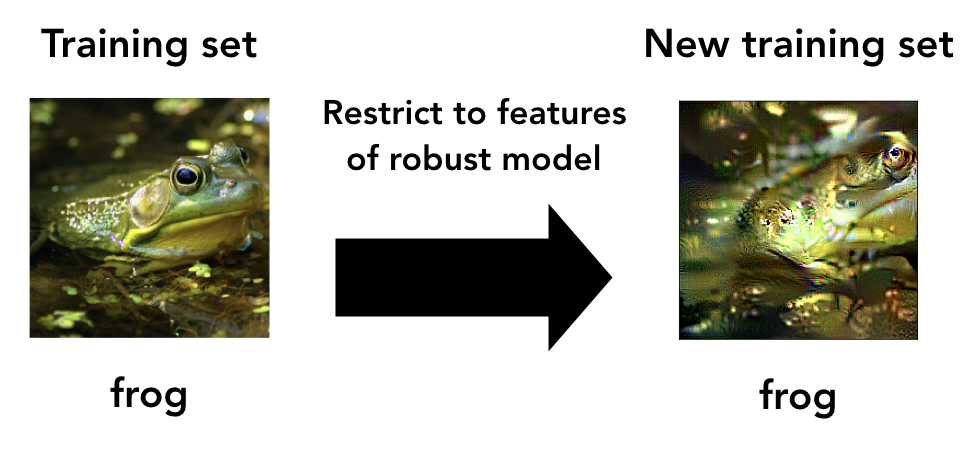 Training set
New training set
Restrict to features
of robust model
frog
frog